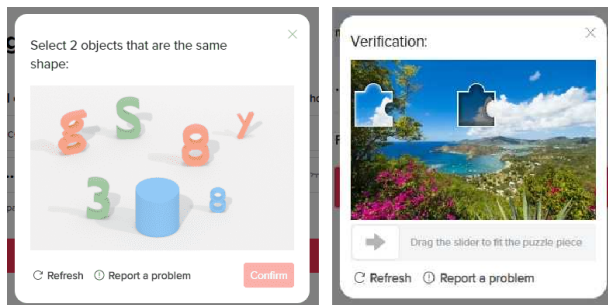 Select 2 objects that are the same
shape:
g S 8 y
3 8
Refresh Report a problem Confirm
Verification:
Drag the slider to fit the puzzle piece
Refresh Report a problem